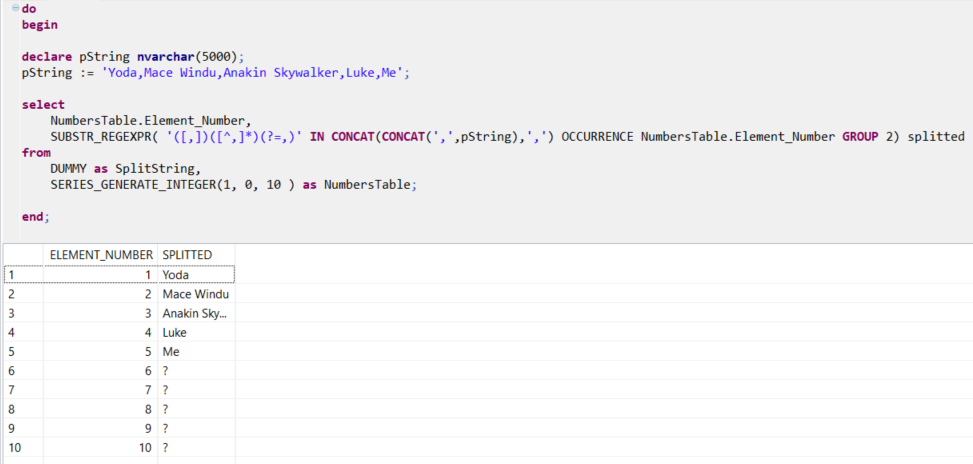 do
begin
declare pString nvarchar(5000);
pString := 'Yoda,Mace Windu,Anakin Skywalker,Luke,Me';
select
NumbersTable.Element_Number,
SUBSTR_REGEXPR( '([,])([^,]*)(?=,)' IN CONCAT(CONCAT(',',pString),',') OCCURRENCE NumbersTable.Element_Number GROUP 2) splitted
from
DUMMY as SplitString,
SERIES_GENERATE_INTEGER(1, 0, 10 ) as NumbersTable;
end;
ELEMENT_NUMBER SPLITTED
1 1 Yoda
2 2 Mace Windu
3 3 Anakin Sky...
4 4 Luke
5 5 Me
6 6 ?
7 7 ?
8 8 ?
9 9 ?
10 10 ?